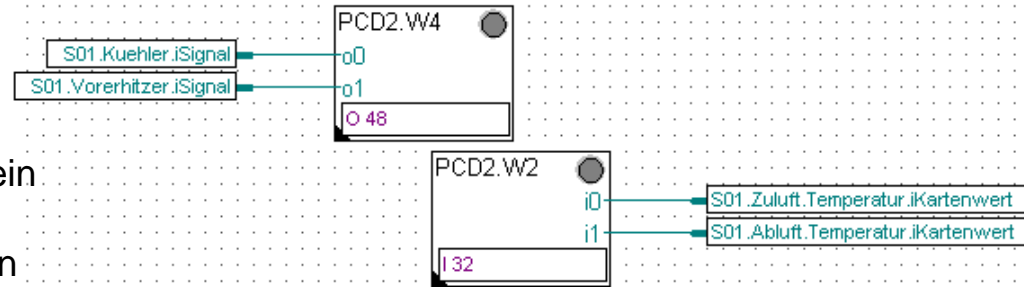 PCD2.W4
S01.Kuehler.iSignal o0
S01.Vorerhitzer.iSignal o1
O 48
ein
PCD2.W2
i0 S01.Zuluft.Temperatur.iKartenwert
i1 S01.Abluft.Temperatur.iKartenwert
n
I 32